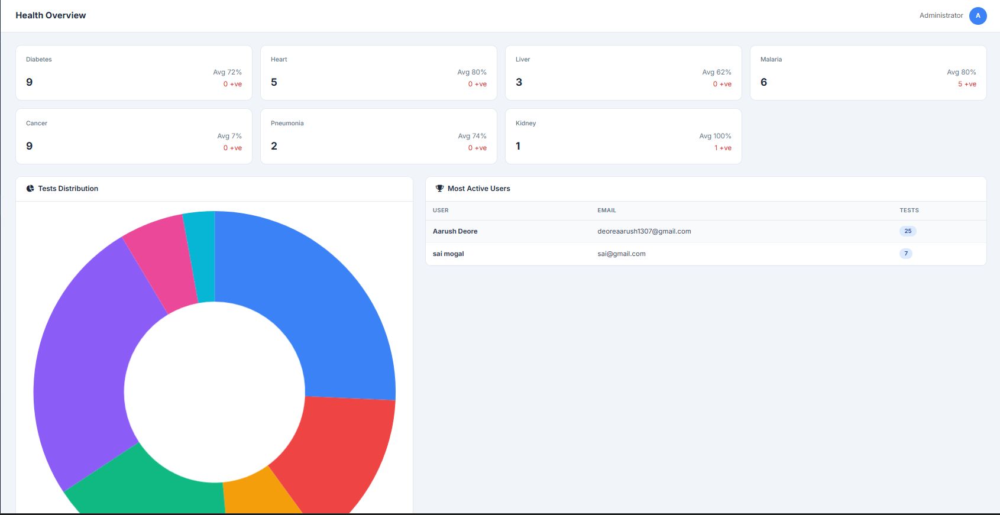 Health Overview
Administrator
A
Diabetes
9
Avg 72%
0 +ve
Heart
5
Avg 80%
0 +ve
Liver
3
Avg 62%
0 +ve
Malaria
6
Avg 80%
5 +ve
Cancer
9
Avg 7%
0 +ve
Pneumonia
2
Avg 74%
0 +ve
Kidney
1
Avg 100%
1 +ve
Tests Distribution
Most Active Users
USER EMAIL TESTS
Aarush Deore deoreaarush1307@gmail.com 25
sai mogal sai@gmail.com 7